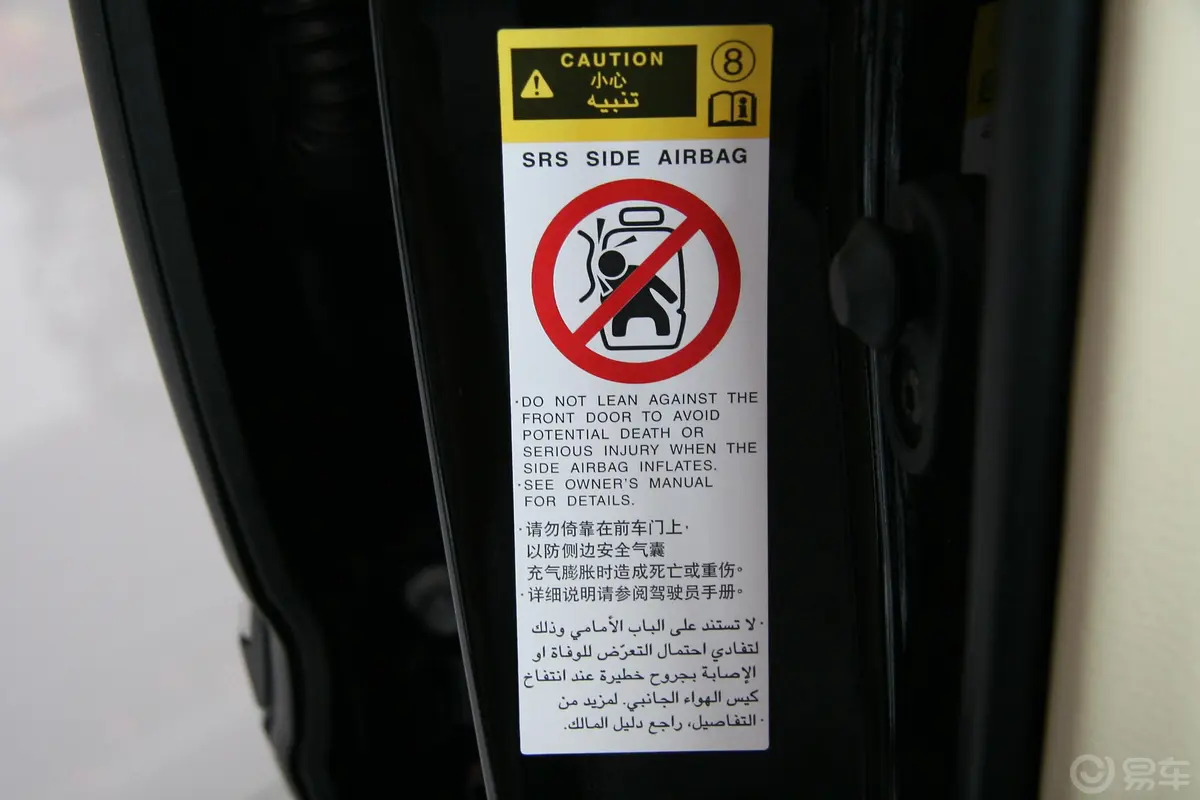 CAUTION
小心
تنبيه
8
i
SRS SIDE AIRBAG
·DO NOT LEAN AGAINST THE
FRONT DOOR TO AVOID
POTENTIAL DEATH OR
SERIOUS INJURY WHEN THE
SIDE AIRBAG INFLATES.
·SEE OWNER'S MANUAL
FOR DETAILS.
·请勿倚靠在前车门上，
以防侧边安全气囊
充气膨胀时造成死亡或重伤。
·详细说明请参阅驾驶员手册。
·لا تستند على الباب الأمامي وذلك
لتفادي احتمال التعرّض للوفاة او
الإصابة بجروح خطيرة عند انتفاخ
كيس الهواء الجانبي. لمزيد من
·التفاصيل، راجع دليل المالك.
易车